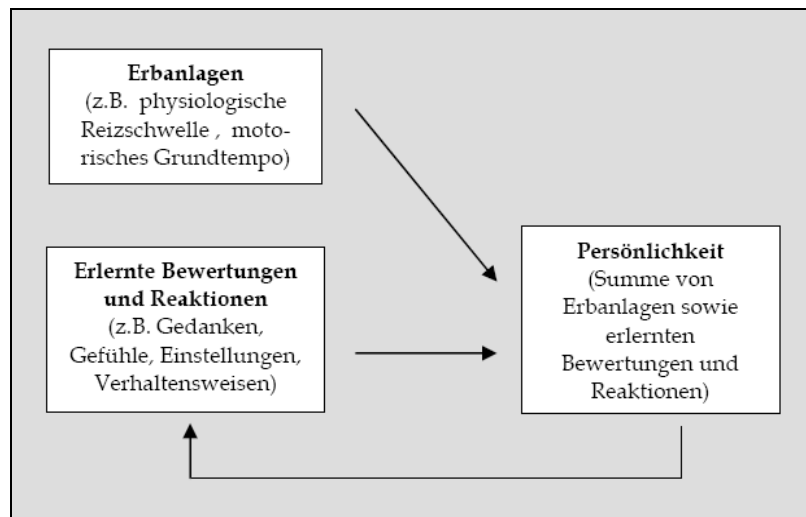 Erbanlagen
(z.B. physiologische
Reizschwelle , moto-
risches Grundtempo)
Erlernte Bewertungen
und Reaktionen
(z.B. Gedanken,
Gefühle, Einstellungen,
Verhaltensweisen)
Persönlichkeit
(Summe von
Erbanlagen sowie
erlernten
Bewertungen und
Reaktionen)